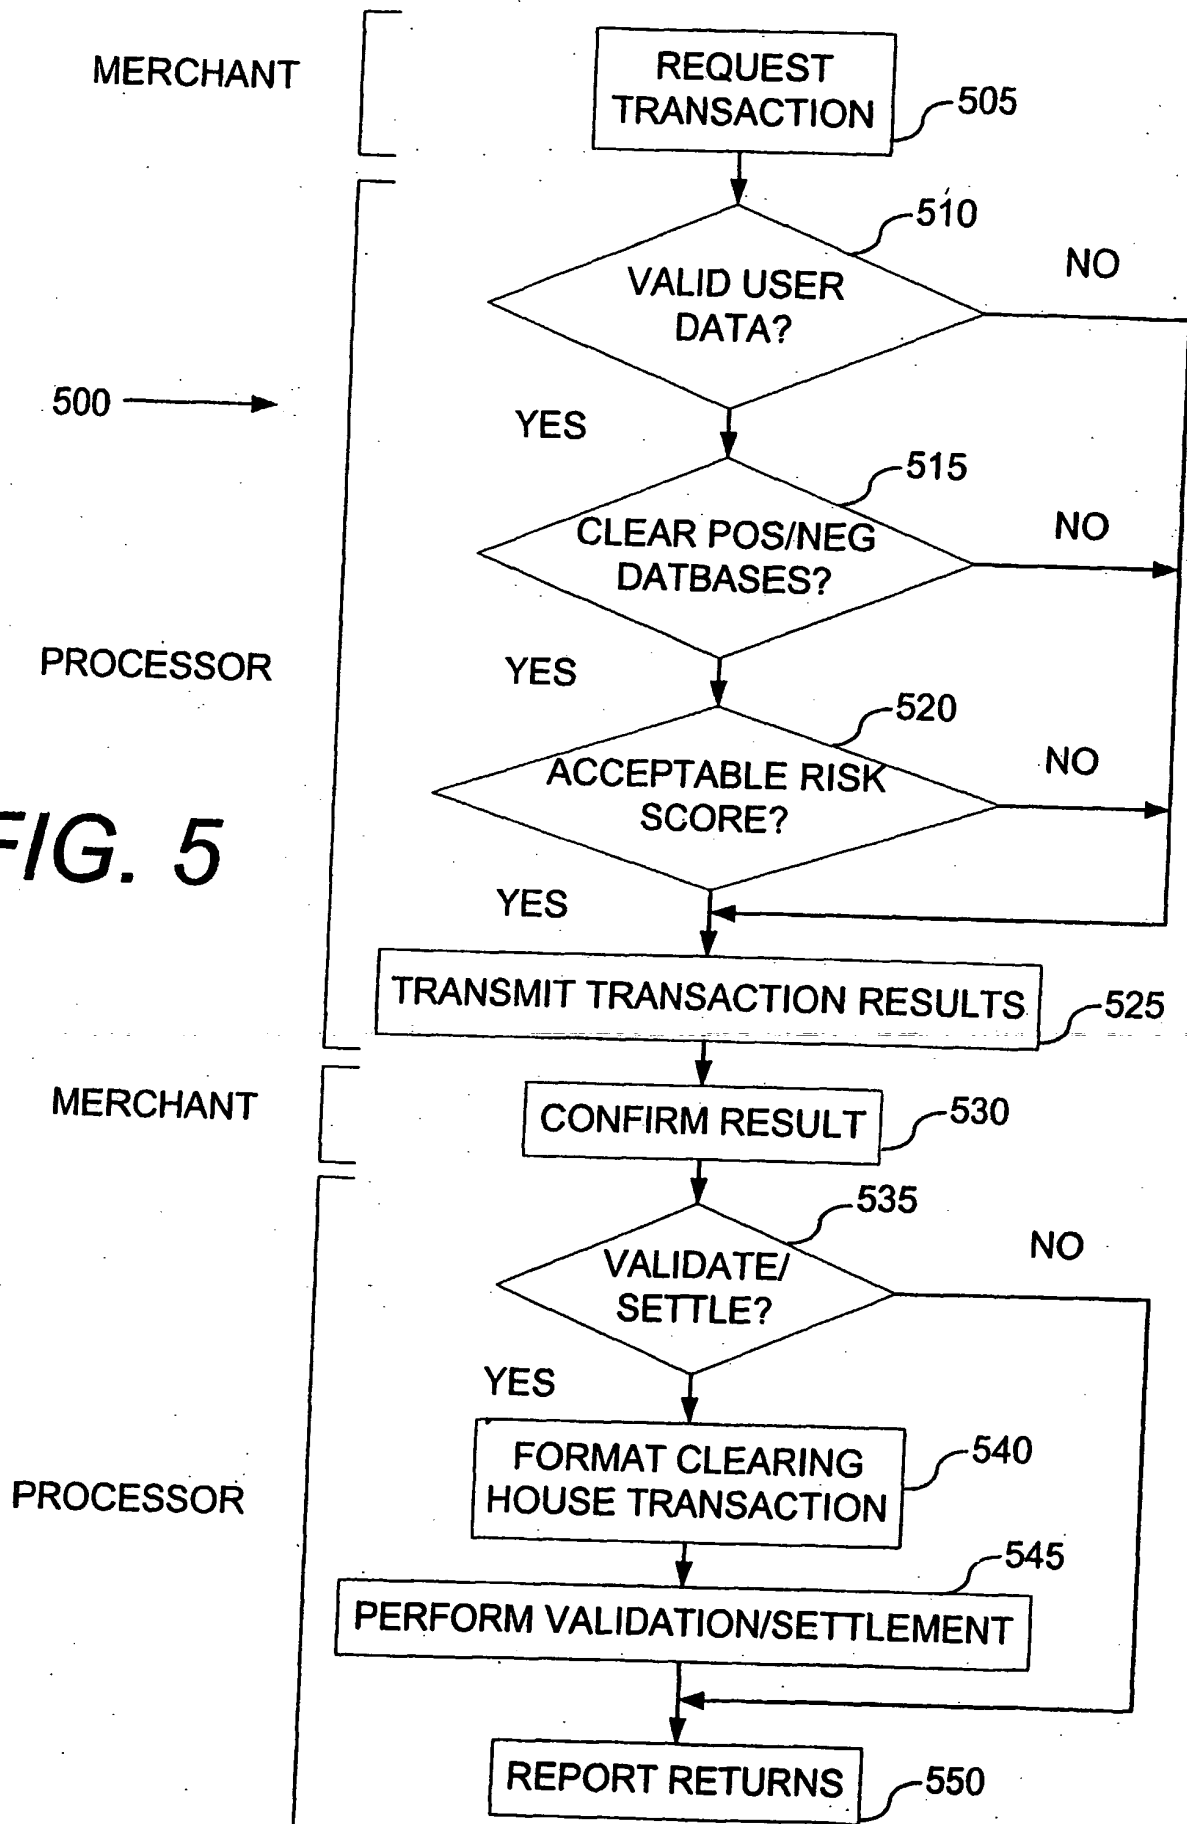 MERCHANT
REQUEST
TRANSACTION
505
510
VALID USER
DATA?
NO
500
YES
515
CLEAR POS/NEG
DATBASES?
NO
PROCESSOR
YES
520
ACCEPTABLE RISK
SCORE?
NO
FIG. 5
YES
TRANSMIT TRANSACTION RESULTS
525
MERCHANT
CONFIRM RESULT
530
535
VALIDATE/
SETTLE?
NO
YES
FORMAT CLEARING
HOUSE TRANSACTION
540
PROCESSOR
545
PERFORM VALIDATION/SETTLEMENT
REPORT RETURNS
550